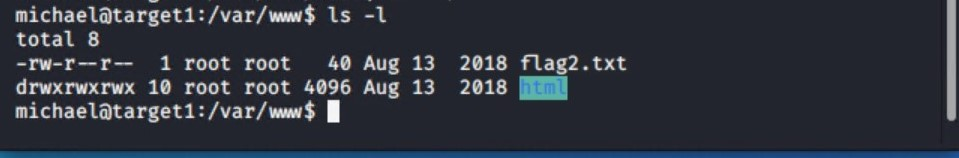 michael@target1:/var/www$ ls -l
total 8
-rw-r--r--  1 root root   40 Aug 13  2018 flag2.txt
drwxrwxrwx 10 root root 4096 Aug 13  2018 html
michael@target1:/var/www$